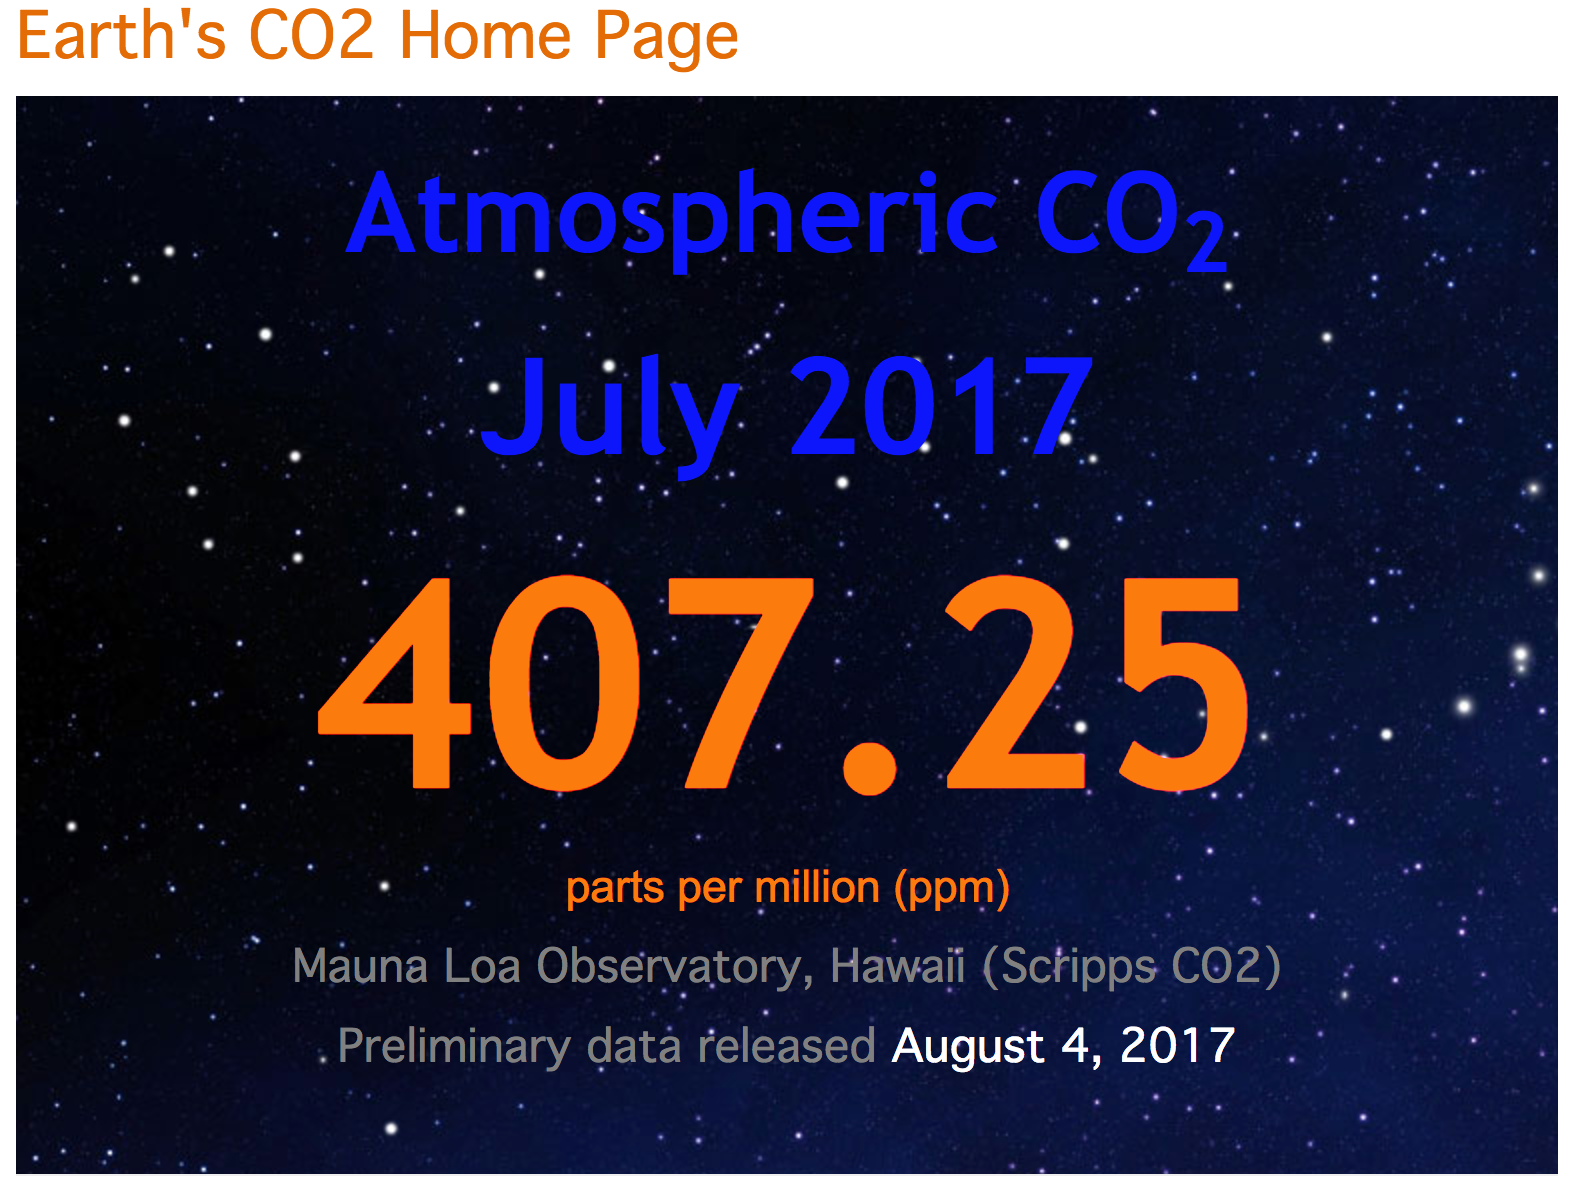 Earth's CO2 Home Page
Atmospheric CO₂
July 2017
407.25
parts per million (ppm)
Mauna Loa Observatory, Hawaii (Scripps CO2)
Preliminary data released August 4, 2017